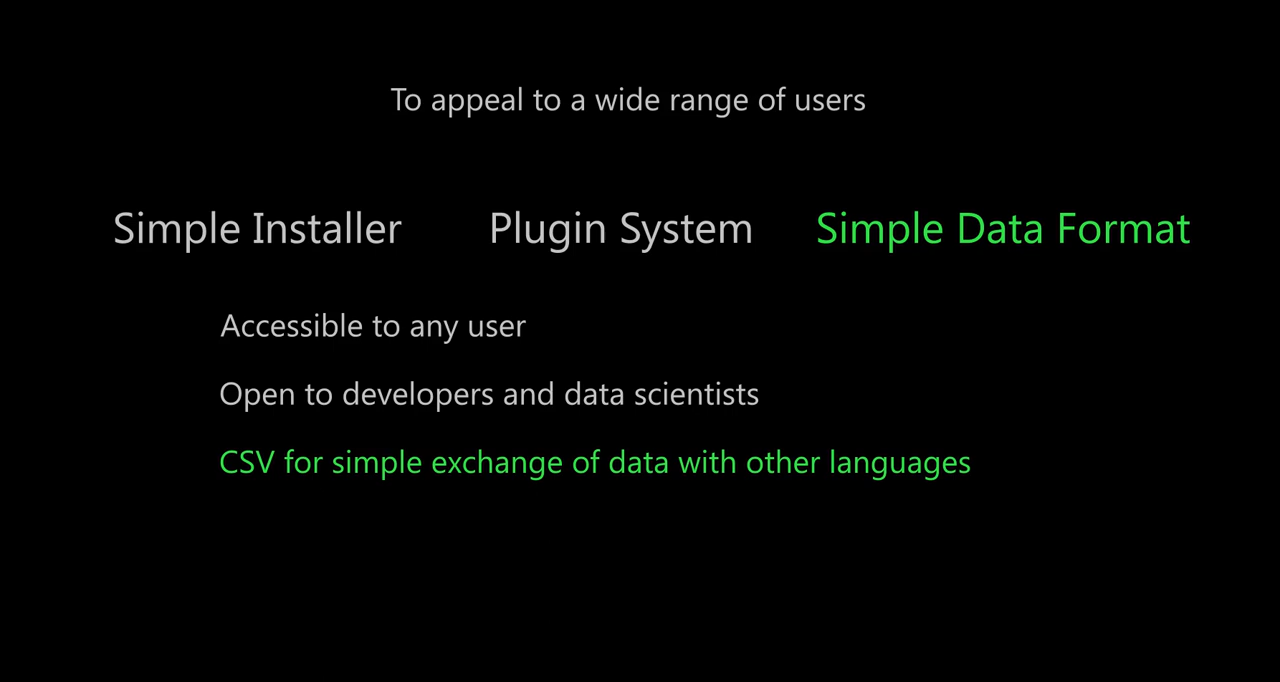 To appeal to a wide range of users
Simple Installer Plugin System Simple Data Format
Accessible to any user
Open to developers and data scientists
CSV for simple exchange of data with other languages